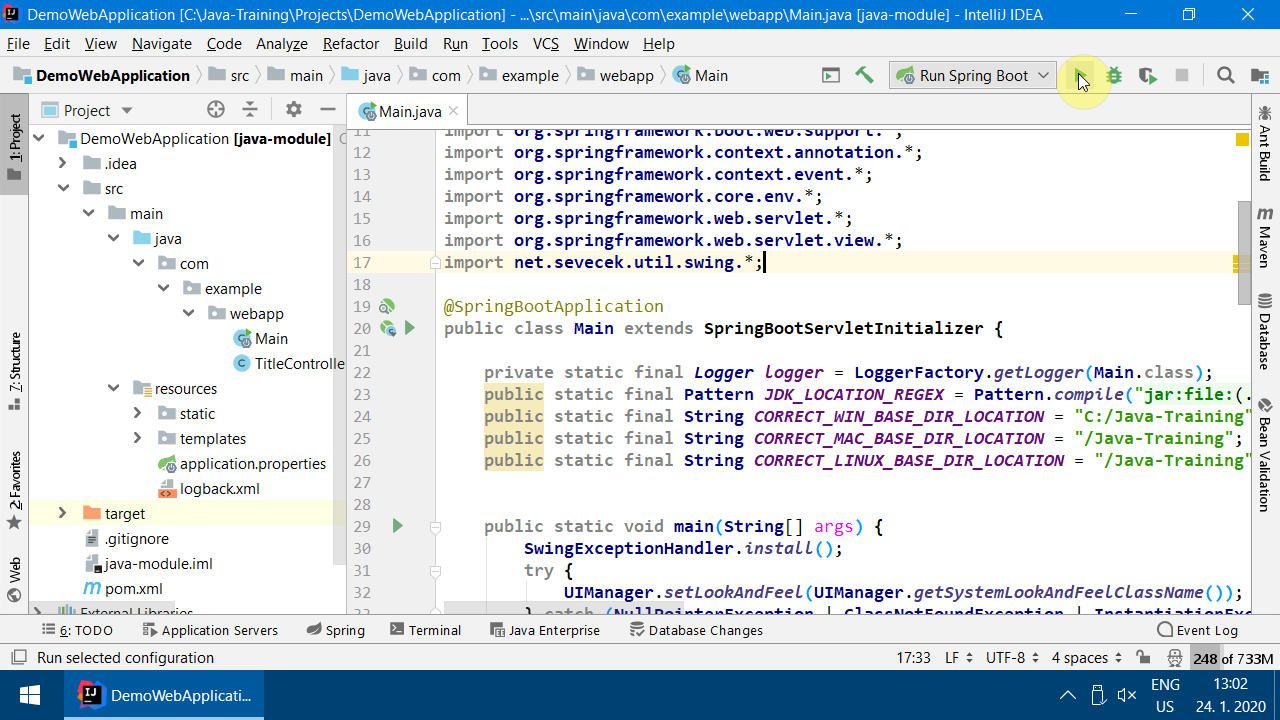 DemoWebApplication [C:\Java-Training\Projects\DemoWebApplication] - ...\src\main\java\com\example\webapp\Main.java [java-module] - IntelliJ IDEA
File Edit View Navigate Code Analyze Refactor Build Run Tools VCS Window Help
DemoWebApplication src main java com example webapp Main Run Spring Boot
1: Project
7: Structure
2: Favorites
Web
Project
DemoWebApplication [java-module]
.idea
src
main
java
com
example
webapp
Main
TitleControlle
resources
static
templates
application.properties
logback.xml
target
.gitignore
java-module.iml
pom.xml
External Libraries
Main.java
11 import org.springframework.boot.web.support.*;
12 import org.springframework.context.annotation.*;
13 import org.springframework.context.event.*;
14 import org.springframework.core.env.*;
15 import org.springframework.web.servlet.*;
16 import org.springframework.web.servlet.view.*;
17 import net.sevecek.util.swing.*;
18
19 @SpringBootApplication
20 public class Main extends SpringBootServletInitializer {
21
22 private static final Logger logger = LoggerFactory.getLogger(Main.class);
23 public static final Pattern JDK_LOCATION_REGEX = Pattern.compile("jar:file:(.
24 public static final String CORRECT_WIN_BASE_DIR_LOCATION = "C:/Java-Training"
25 public static final String CORRECT_MAC_BASE_DIR_LOCATION = "/Java-Training";
26 public static final String CORRECT_LINUX_BASE_DIR_LOCATION = "/Java-Training"
27
28
29 public static void main(String[] args) {
30 SwingExceptionHandler.install();
31 try {
32 UIManager.setLookAndFeel(UIManager.getSystemLookAndFeelClassName());
33 } catch (NullPointerException | ClassNotFoundException | InstantiationExc
Ant Build
Maven
Database
Bean Validation
6: TODO Application Servers Spring Terminal Java Enterprise Database Changes Event Log
Run selected configuration 17:33 LF UTF-8 4 spaces 248 of 733M
DemoWebApplicati...
ENG
US
13:02
24. 1. 2020